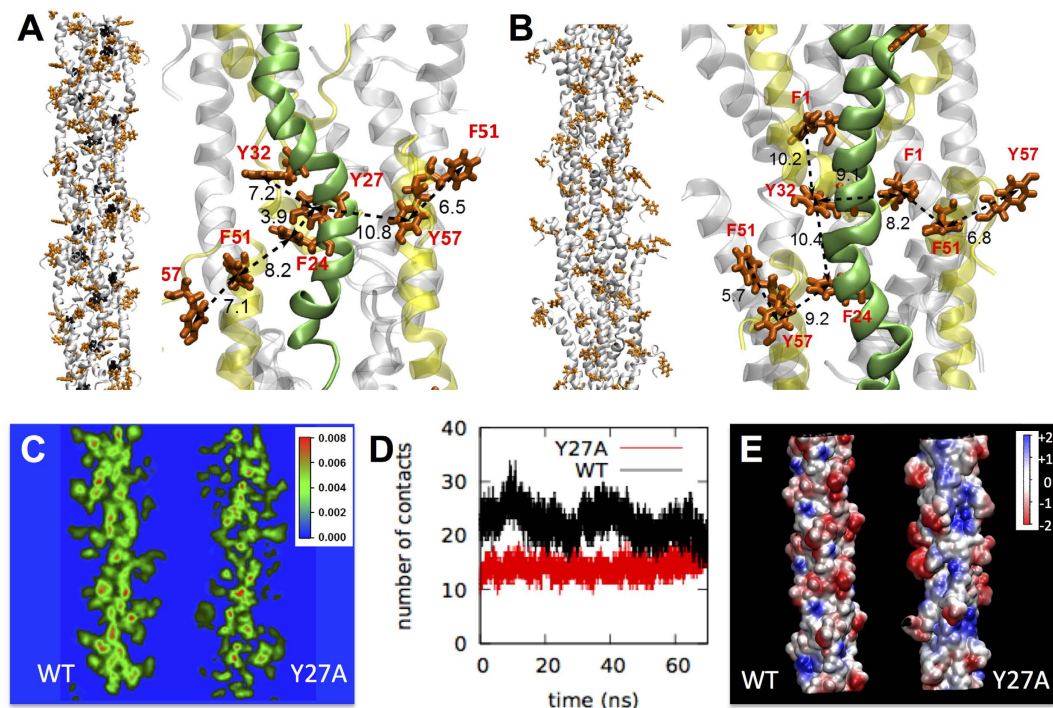 A
B
F51
Y32
Y27
7.2
3.9
6.5
F51
10.8
Y57
8.2
F24
57
7.1
F1
F1
Y57
10.2
9.1
Y32
8.2
6.8
F51
F51
10.4
5.7
9.2
F24
Y57
C
0.008
0.006
0.004
0.002
0.000
WT
Y27A
D
40
30
20
10
0
Y27A
WT
number of contacts
0 20 40 60
time (ns)
E
+2
+1
0
-1
-2
WT
Y27A